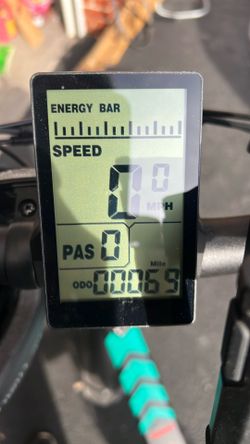 ENERGY BAR
SPEED
0.0
MPH
PAS 0
Mile
ODO 00069